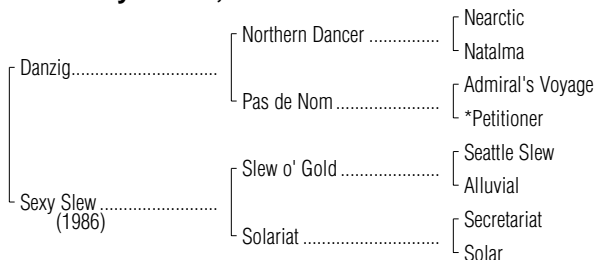 Nearctic
Northern Dancer ................
Natalma
Danzig.................................
Admiral's Voyage
Pas de Nom .......................
*Petitioner
Seattle Slew
Slew o' Gold ......................
Alluvial
Sexy Slew ..........................
(1986)
Secretariat
Solariat ..............................
Solar